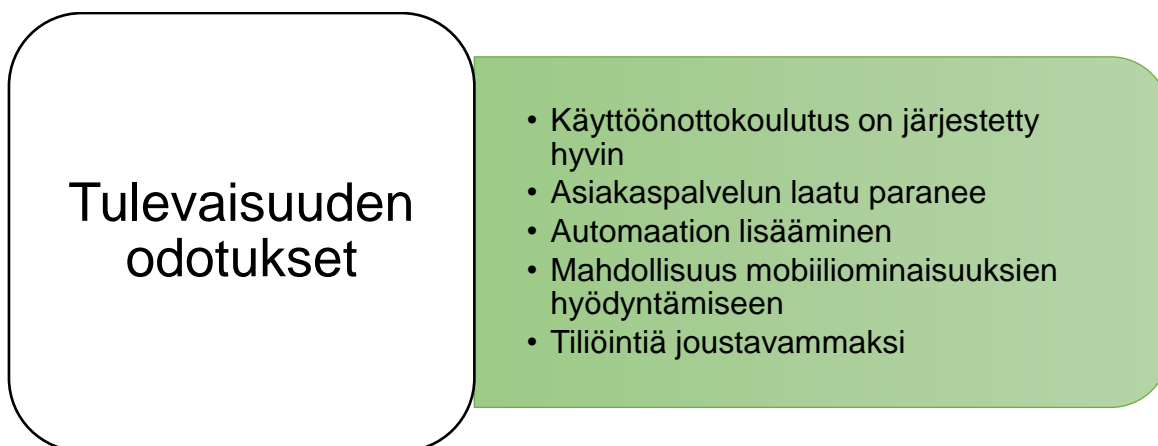 Tulevaisuuden
odotukset
• Käyttöönottokoulutus on järjestetty
hyvin
• Asiakaspalvelun laatu paranee
• Automaation lisääminen
• Mahdollisuus mobiiliominaisuuksien
hyödyntämiseen
• Tiliöintiä joustavammaksi